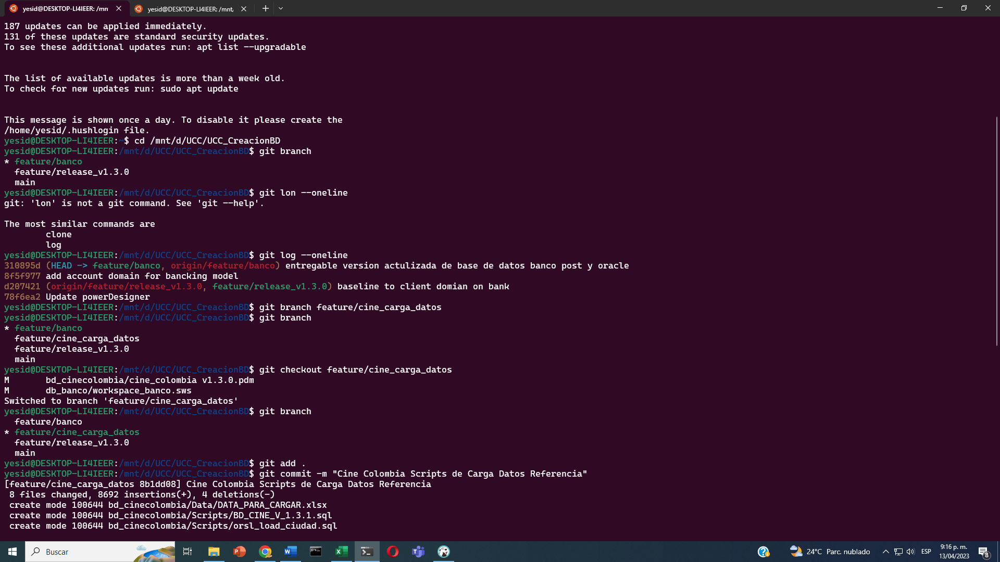 yesid@DESKTOP-LI4IEER: /mn
yesid@DESKTOP-LI4IEER: /mnt,
187 updates can be applied immediately.
131 of these updates are standard security updates.
To see these additional updates run: apt list --upgradable
The list of available updates is more than a week old.
To check for new updates run: sudo apt update
This message is shown once a day. To disable it please create the
/home/yesid/.hushlogin file.
yesid@DESKTOP-LI4IEER:~$ cd /mnt/d/UCC/UCC_CreacionBD
yesid@DESKTOP-LI4IEER:/mnt/d/UCC/UCC_CreacionBD$ git branch
* feature/banco
  feature/release_v1.3.0
  main
yesid@DESKTOP-LI4IEER:/mnt/d/UCC/UCC_CreacionBD$ git lon --oneline
git: 'lon' is not a git command. See 'git --help'.
The most similar commands are
        clone
        log
yesid@DESKTOP-LI4IEER:/mnt/d/UCC/UCC_CreacionBD$ git log --oneline
310895d (HEAD -> feature/banco, origin/feature/banco) entregable version actulizada de base de datos banco post y oracle
8f5f977 add account domain for bancking model
d207421 (origin/feature/release_v1.3.0, feature/release_v1.3.0) baseline to client domian on bank
78f6ea2 Update powerDesigner
yesid@DESKTOP-LI4IEER:/mnt/d/UCC/UCC_CreacionBD$ git branch feature/cine_carga_datos
yesid@DESKTOP-LI4IEER:/mnt/d/UCC/UCC_CreacionBD$ git branch
* feature/banco
  feature/cine_carga_datos
  feature/release_v1.3.0
  main
yesid@DESKTOP-LI4IEER:/mnt/d/UCC/UCC_CreacionBD$ git checkout feature/cine_carga_datos
M       bd_cinecolombia/cine_colombia v1.3.0.pdm
M       db_banco/workspace_banco.sws
Switched to branch 'feature/cine_carga_datos'
yesid@DESKTOP-LI4IEER:/mnt/d/UCC/UCC_CreacionBD$ git branch
  feature/banco
* feature/cine_carga_datos
  feature/release_v1.3.0
  main
yesid@DESKTOP-LI4IEER:/mnt/d/UCC/UCC_CreacionBD$ git add .
yesid@DESKTOP-LI4IEER:/mnt/d/UCC/UCC_CreacionBD$ git commit -m "Cine Colombia Scripts de Carga Datos Referencia"
[feature/cine_carga_datos 8b1dd08] Cine Colombia Scripts de Carga Datos Referencia
 8 files changed, 8692 insertions(+), 4 deletions(-)
 create mode 100644 bd_cinecolombia/Data/DATA_PARA_CARGAR.xlsx
 create mode 100644 bd_cinecolombia/Scripts/BD_CINE_V_1.3.1.sql
 create mode 100644 bd_cinecolombia/Scripts/orsl_load_ciudad.sql
Buscar
24°C Parc. nublado
ESP
9:16 p. m.
13/04/2023
8